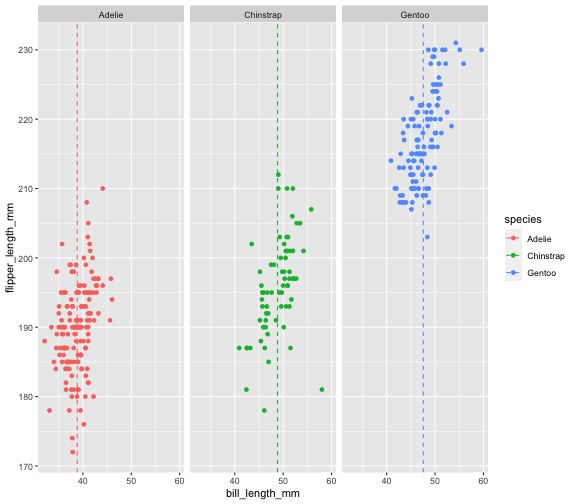 Adelie Chinstrap Gentoo
230
220
210
200
190
180
170
flipper_length_mm
40 50 60 40 50 60 40 50 60
bill_length_mm
species
Adelie
Chinstrap
Gentoo